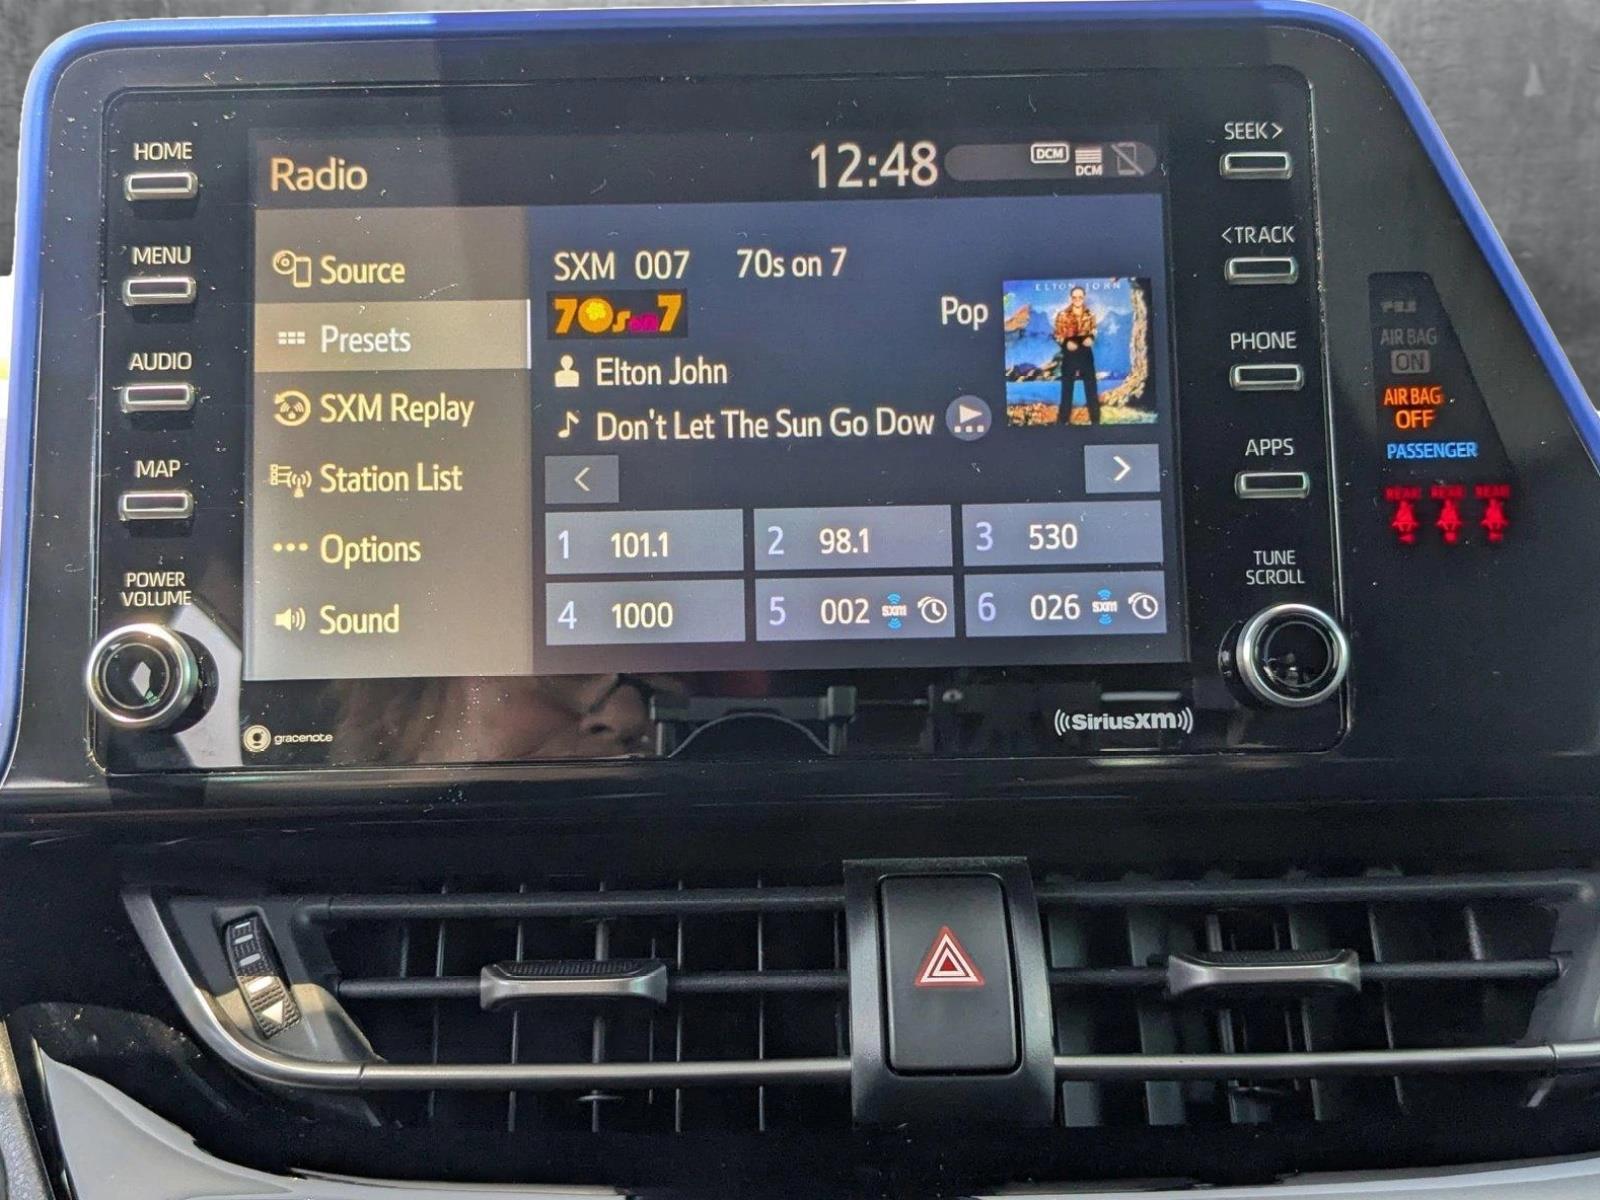 HOME
MENU
AUDIO
MAP
POWER
VOLUME
Radio
12:48
DCM
DCM
Source
Presets
SXM Replay
Station List
Options
Sound
SXM 007 70s on 7
70s on 7
Pop
ELTON JOHN
Elton John
Don't Let The Sun Go Dow
<
>
1 101.1
2 98.1
3 530
4 1000
5 002 sxm
6 026 sxm
gracenote
((SiriusXM))
SEEK>
<TRACK
PHONE
APPS
TUNE
SCROLL
AIR BAG
ON
AIR BAG
OFF
PASSENGER
REAR REAR REAR